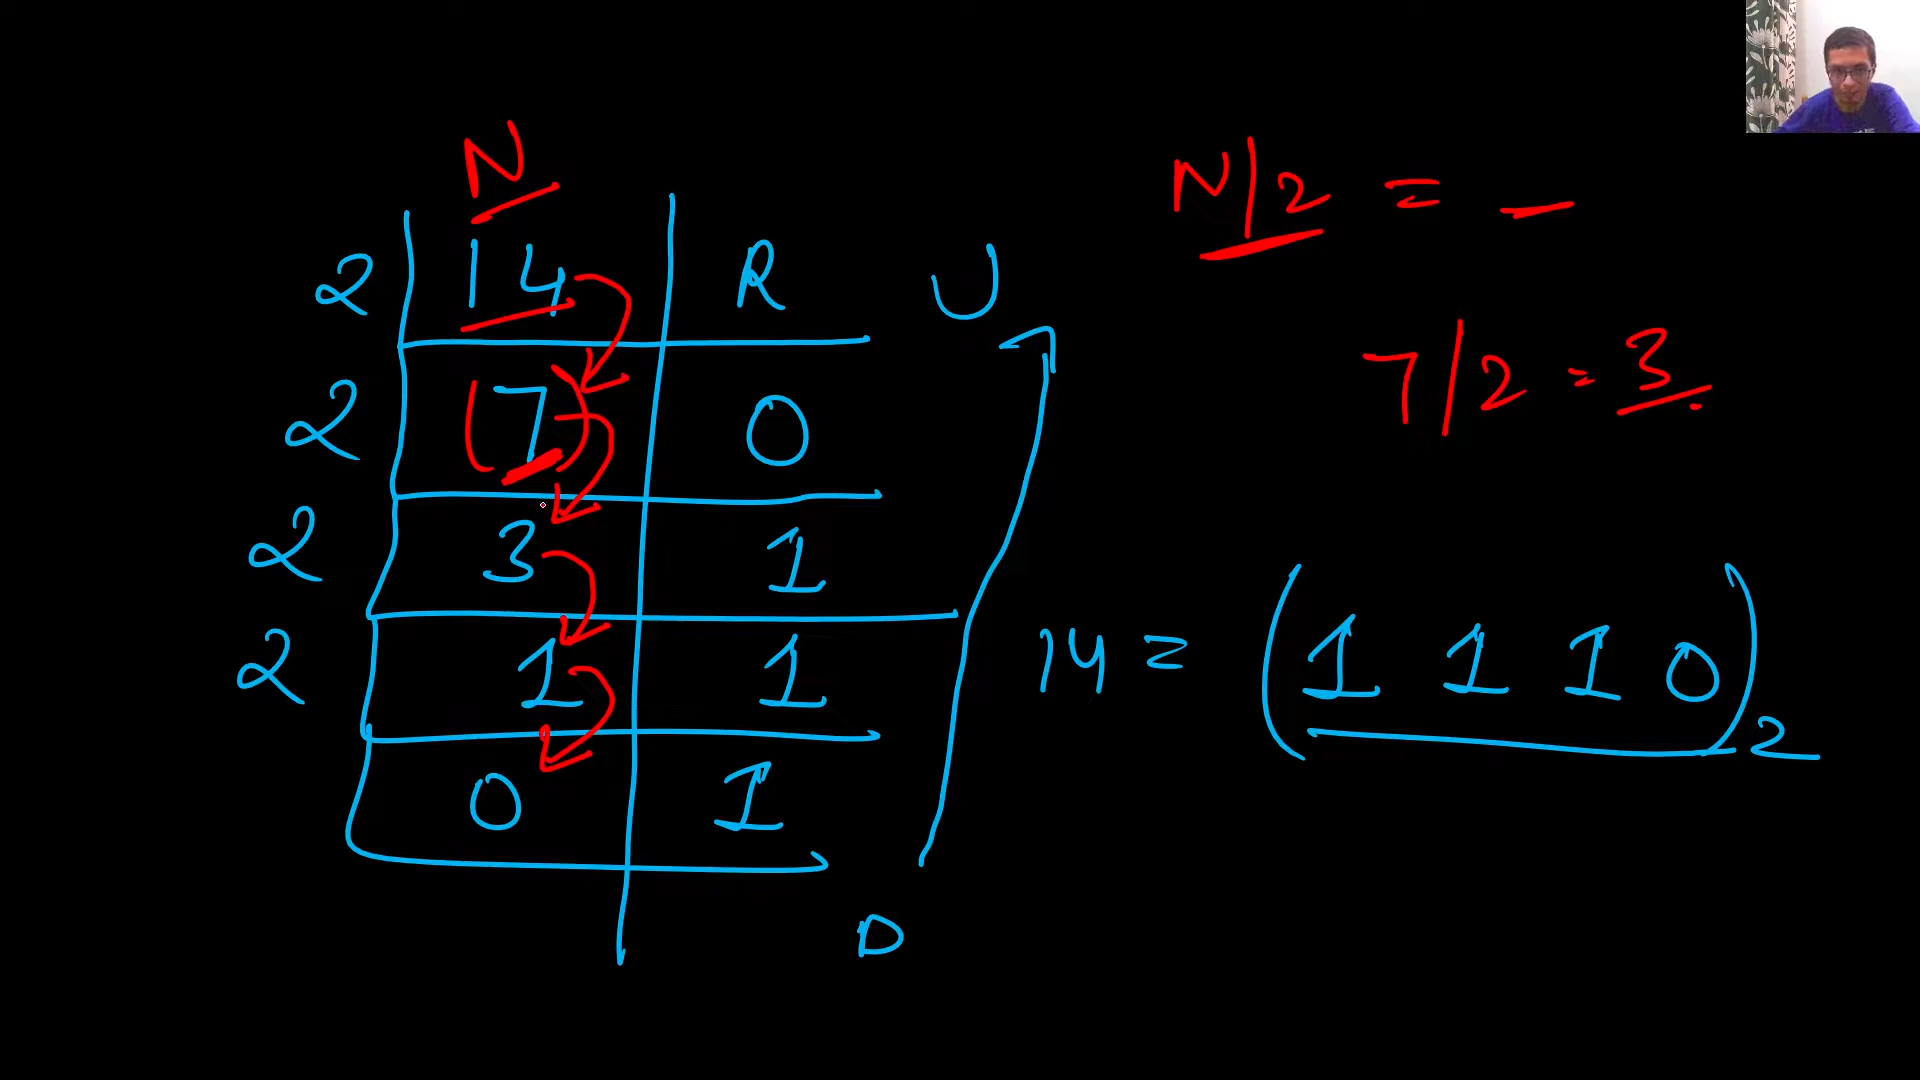 N
N/2 = _
2 14 R U
7/2 = 3
2 (7) 0
2 3 1
2 1 1
14 = (1 1 1 0)2
0 1
D